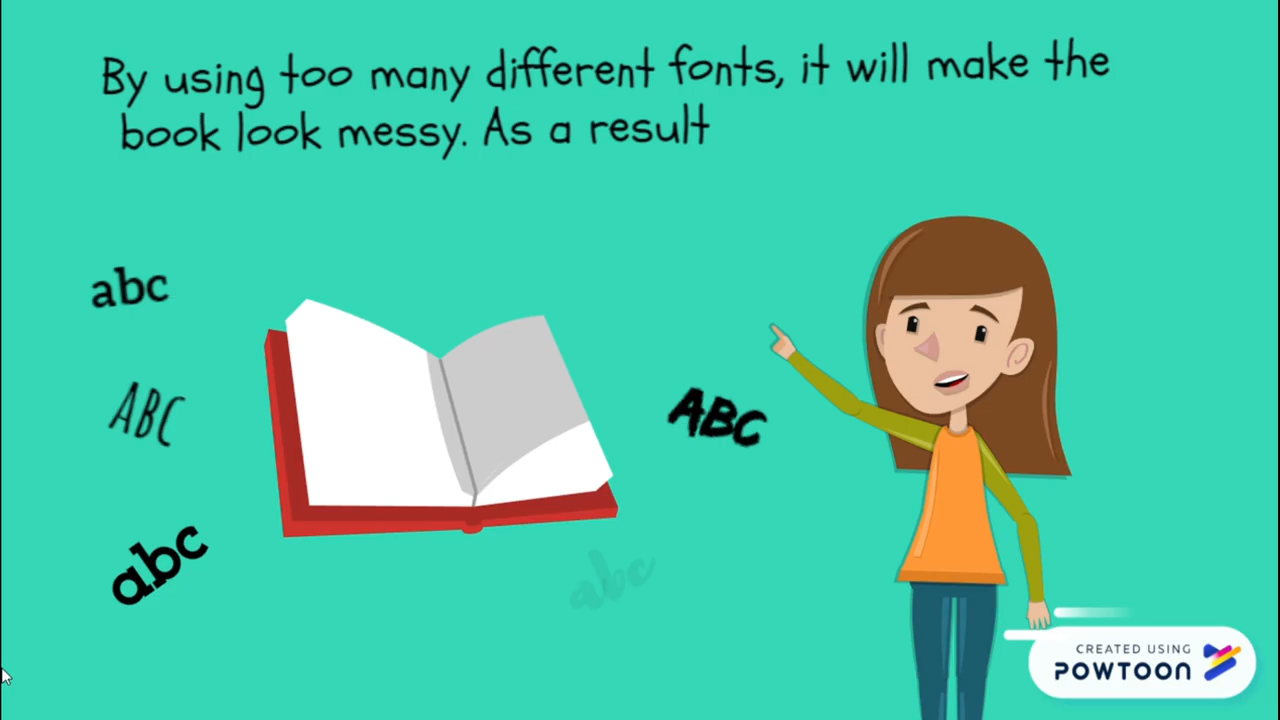 By using too many different fonts, it will make the
book look messy. As a result
abc
ABC
ABC
abc
abc
CREATED USING
POWTOON